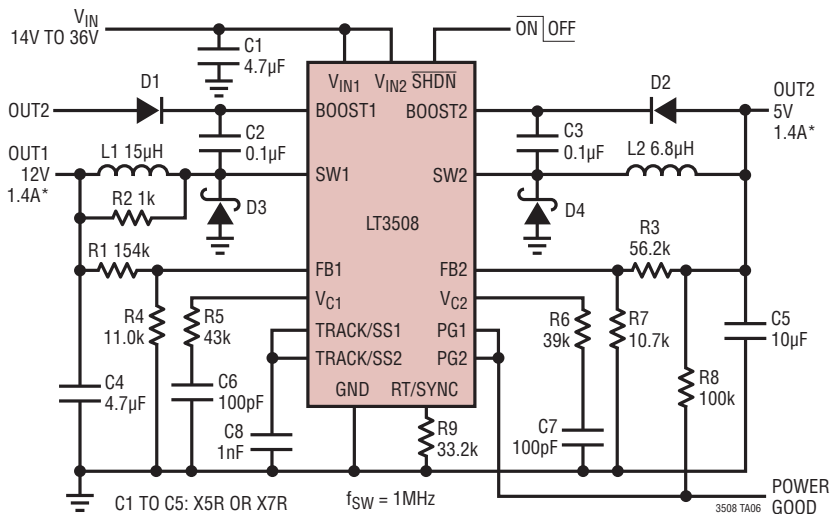 VIN
14V TO 36V
C1
4.7µF
ON OFF
VIN1
VIN2
SHDN
D1
D2
OUT2
BOOST1
BOOST2
OUT2
5V
1.4A*
C2
0.1µF
C3
0.1µF
OUT1
12V
1.4A*
L1 15µH
L2 6.8µH
SW1
SW2
R2 1k
D3
D4
LT3508
R1 154k
R3
56.2k
FB1
FB2
VC1
VC2
R4
11.0k
R5
43k
TRACK/SS1
TRACK/SS2
PG1
PG2
R6
39k
R7
10.7k
C5
10µF
R8
100k
C4
4.7µF
C6
100pF
GND
RT/SYNC
C8
1nF
R9
33.2k
C7
100pF
C1 TO C5: X5R OR X7R
fSW = 1MHz
POWER
GOOD
3508 TA06